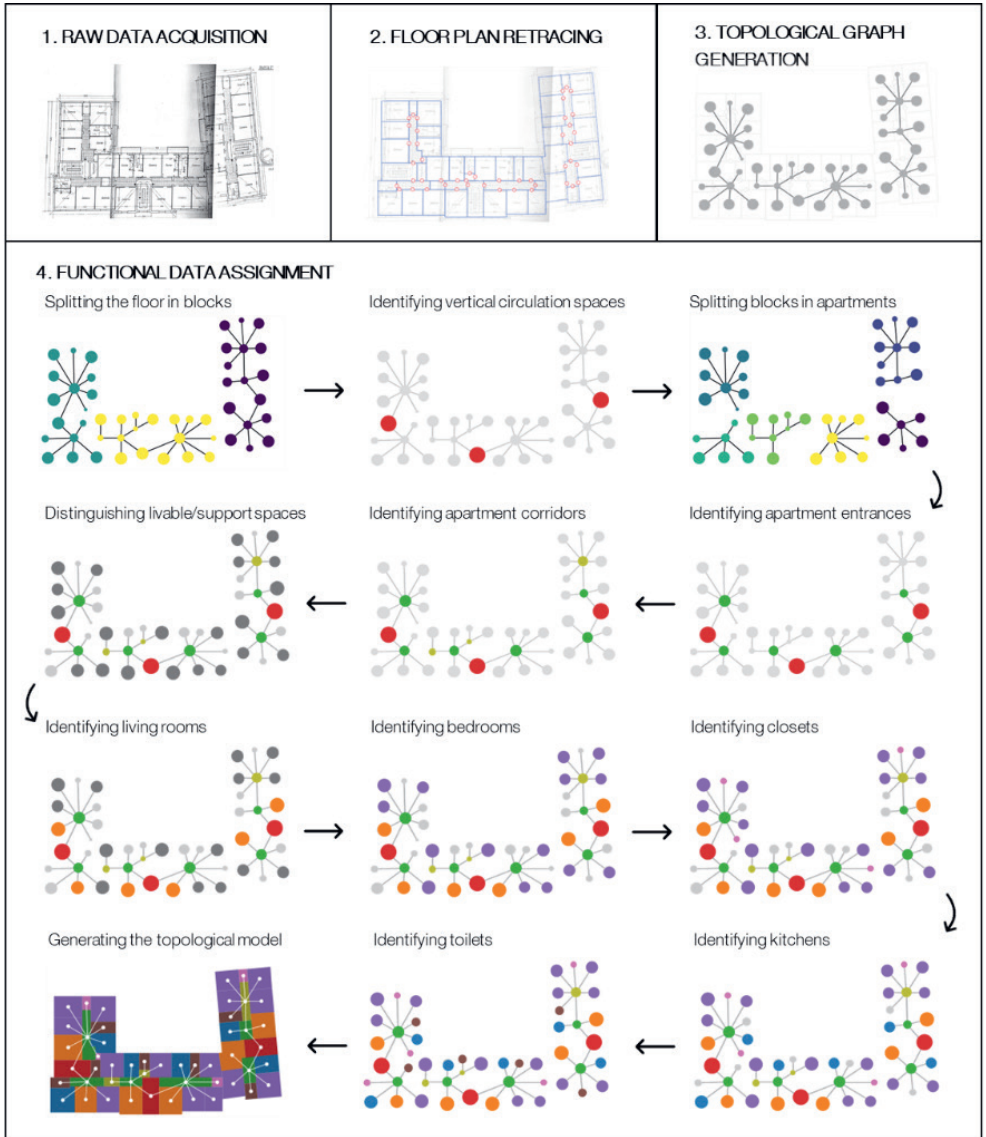 1. RAW DATA ACQUISITION
2. FLOOR PLAN RETRACING
3. TOPOLOGICAL GRAPH
GENERATION
4. FUNCTIONAL DATA ASSIGNMENT
Splitting the floor in blocks
Identifying vertical circulation spaces
Splitting blocks in apartments
Distinguishing livable/support spaces
Identifying apartment corridors
Identifying apartment entrances
Identifying living rooms
Identifying bedrooms
Identifying closets
Generating the topological model
Identifying toilets
Identifying kitchens